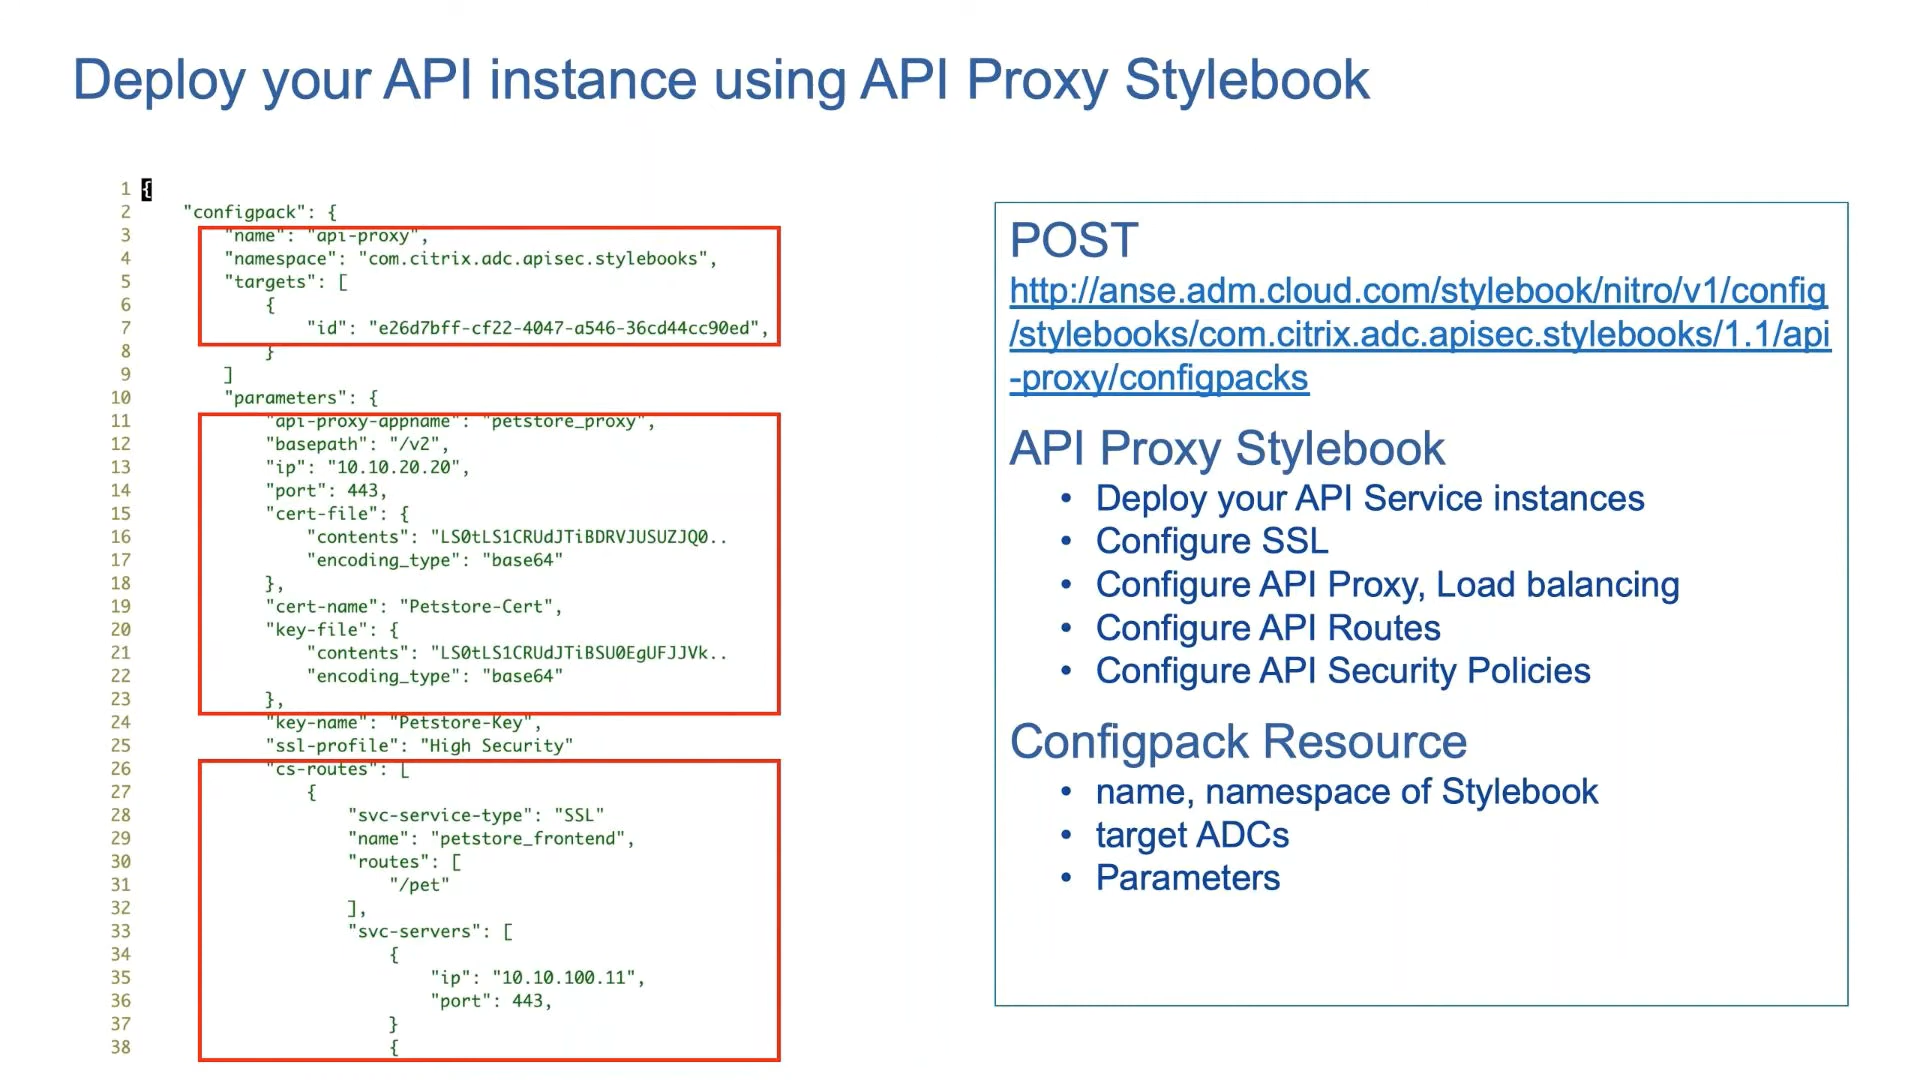 Deploy your API instance using API Proxy Stylebook
1 {
2 "configpack": {
3 "name": "api-proxy",
4 "namespace": "com.citrix.adc.apisec.stylebooks",
5 "targets": [
6 {
7 "id": "e26d7bff-cf22-4047-a546-36cd44cc90ed",
8 }
9 ]
10 "parameters": {
11 "api-proxy-appname": "petstore_proxy",
12 "basepath": "/v2",
13 "ip": "10.10.20.20",
14 "port": 443,
15 "cert-file": {
16 "contents": "LS0tLS1CRUdJTiBDRVJUSUZJQ0..
17 "encoding_type": "base64"
18 },
19 "cert-name": "Petstore-Cert",
20 "key-file": {
21 "contents": "LS0tLS1CRUdJTiBSU0EgUFJJVk..
22 "encoding_type": "base64"
23 },
24 "key-name": "Petstore-Key",
25 "ssl-profile": "High Security"
26 "cs-routes": [
27 {
28 "svc-service-type": "SSL"
29 "name": "petstore_frontend",
30 "routes": [
31 "/pet"
32 ],
33 "svc-servers": [
34 {
35 "ip": "10.10.100.11",
36 "port": 443,
37 }
38 {
POST
http://anse.adm.cloud.com/stylebook/nitro/v1/config
/stylebooks/com.citrix.adc.apisec.stylebooks/1.1/api
-proxy/configpacks
API Proxy Stylebook
• Deploy your API Service instances
• Configure SSL
• Configure API Proxy, Load balancing
• Configure API Routes
• Configure API Security Policies
Configpack Resource
• name, namespace of Stylebook
• target ADCs
• Parameters